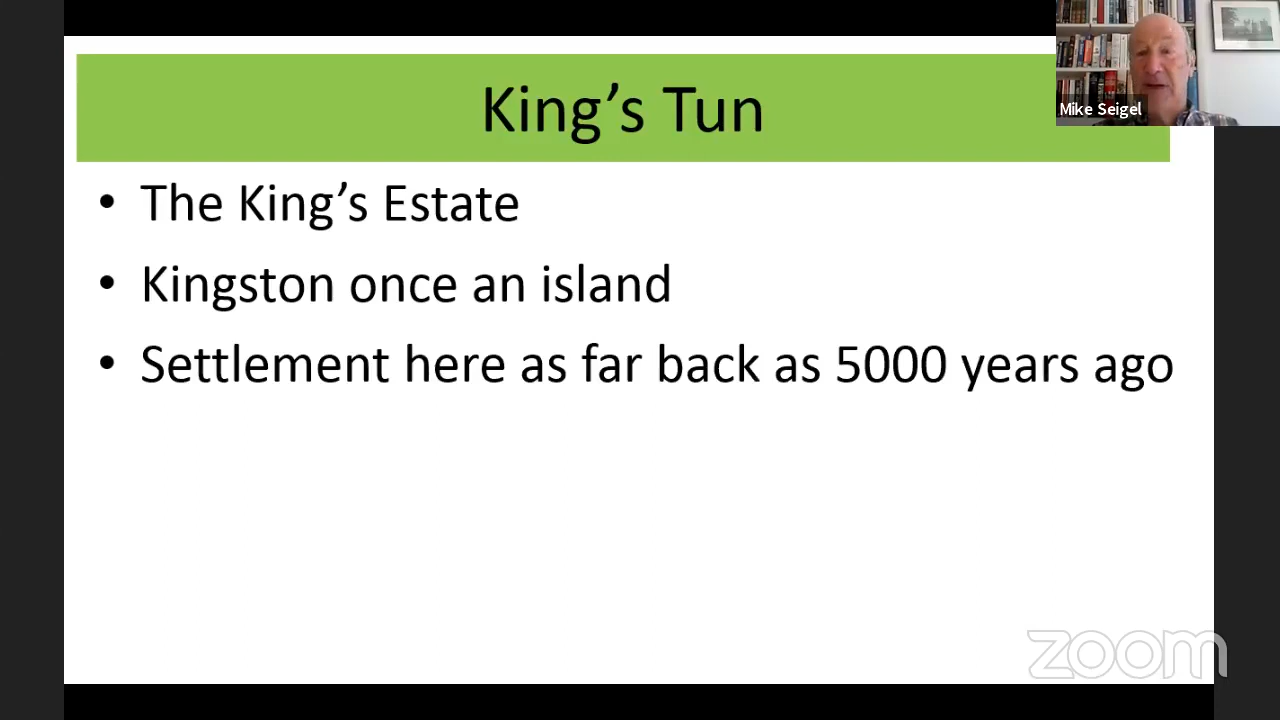 King’s Tun
Mike Seigel
• The King’s Estate
• Kingston once an island
• Settlement here as far back as 5000 years ago
zoom